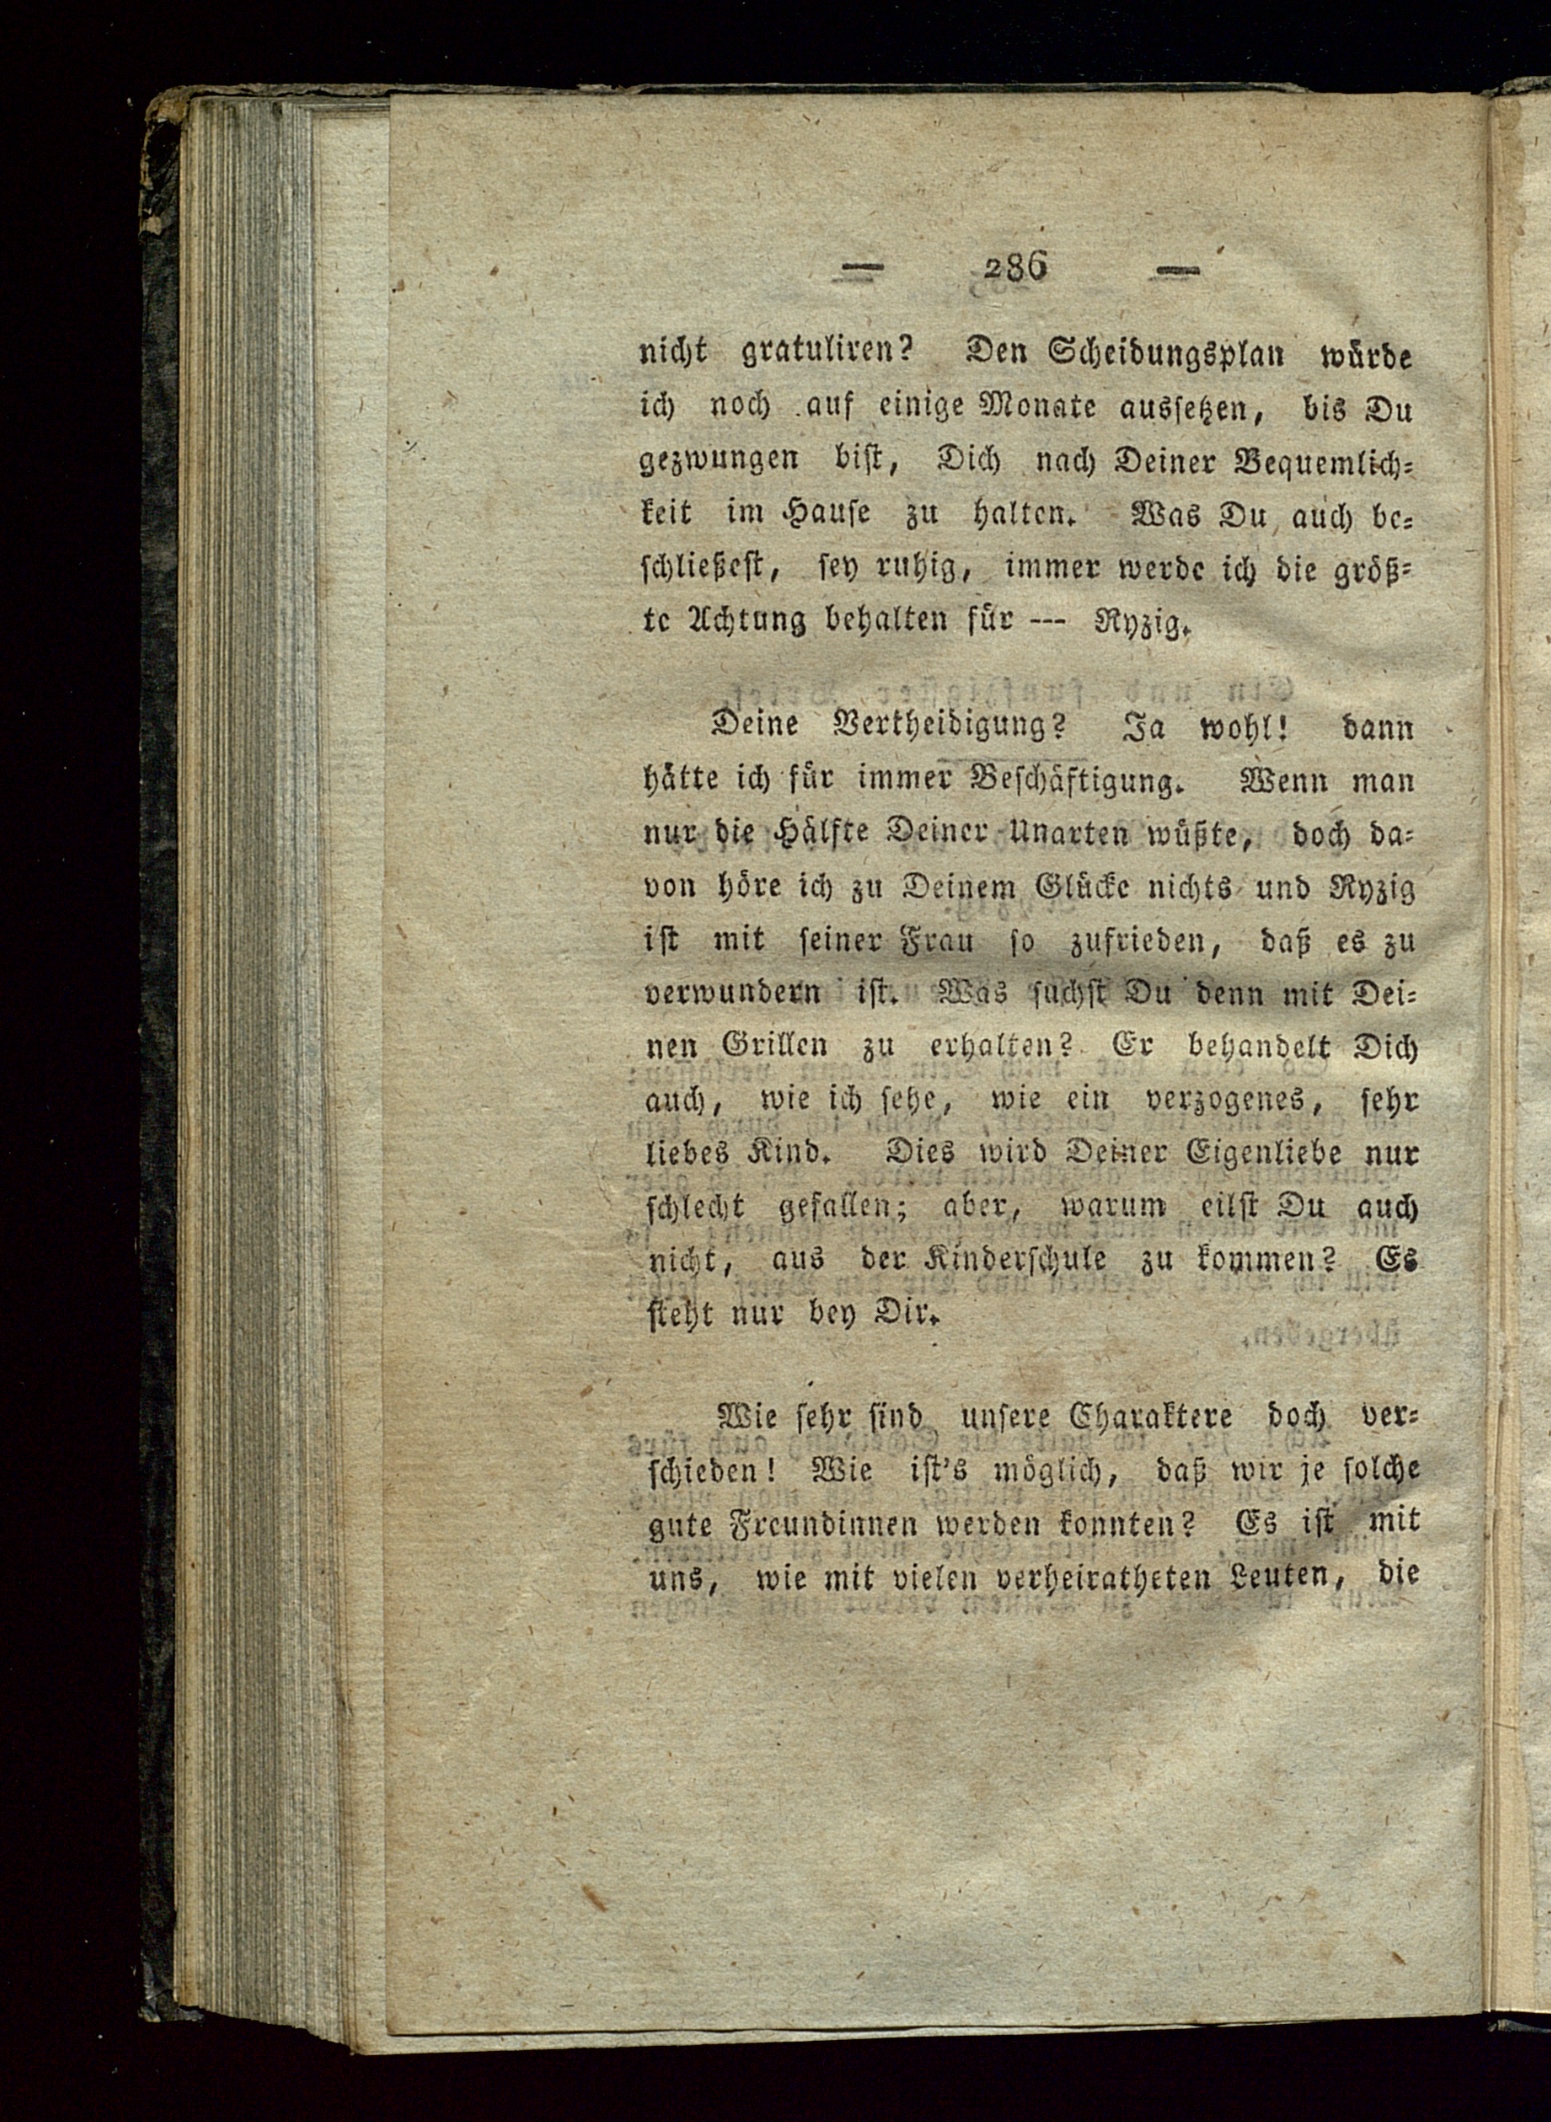 — 286 —
nicht gratuliren? Den Scheidungsplan würde
ich noch auf einige Monate aussetzen, bis Du
gezwungen bist, Dich nach Deiner Bequemlich-
keit im Hause zu halten. Was Du auch be-
schließest, sey ruhig, immer werde ich die größ-
te Achtung behalten für --- Ryzig.
Deine Vertheidigung? Ja wohl! dann
hätte ich für immer Beschäftigung. Wenn man
nur die Hälfte Deiner Unarten wüßte, doch da-
von höre ich zu Deinem Glücke nichts und Ryzig
ist mit seiner Frau so zufrieden, daß es zu
verwundern ist. Was suchst Du denn mit Dei-
nen Grillen zu erhalten? Er behandelt Dich
auch, wie ich sehe, wie ein verzogenes, sehr
liebes Kind. Dies wird Deiner Eigenliebe nur
schlecht gefallen; aber, warum eilst Du auch
nicht, aus der Kinderschule zu kommen? Es
steht nur bey Dir.
Wie sehr sind unsere Charaktere doch ver-
schieden! Wie ist's möglich, daß wir je solche
gute Freundinnen werden konnten? Es ist mit
uns, wie mit vielen verheiratheten Leuten, die